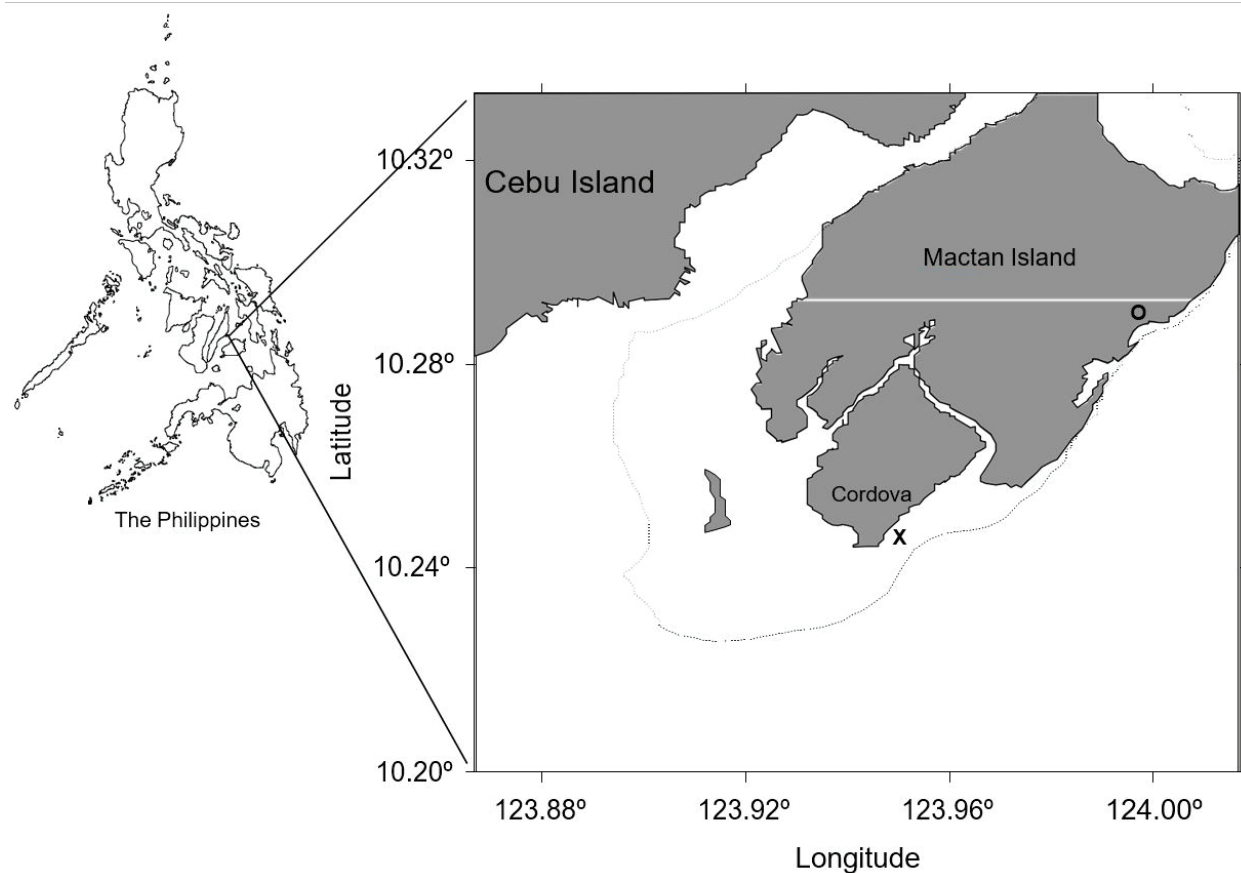 Cebu Island
Mactan Island
O
Cordova
X
The Philippines
Latitude
10.32º
10.28º
10.24º
10.20º
123.88º
123.92º
123.96º
124.00º
Longitude